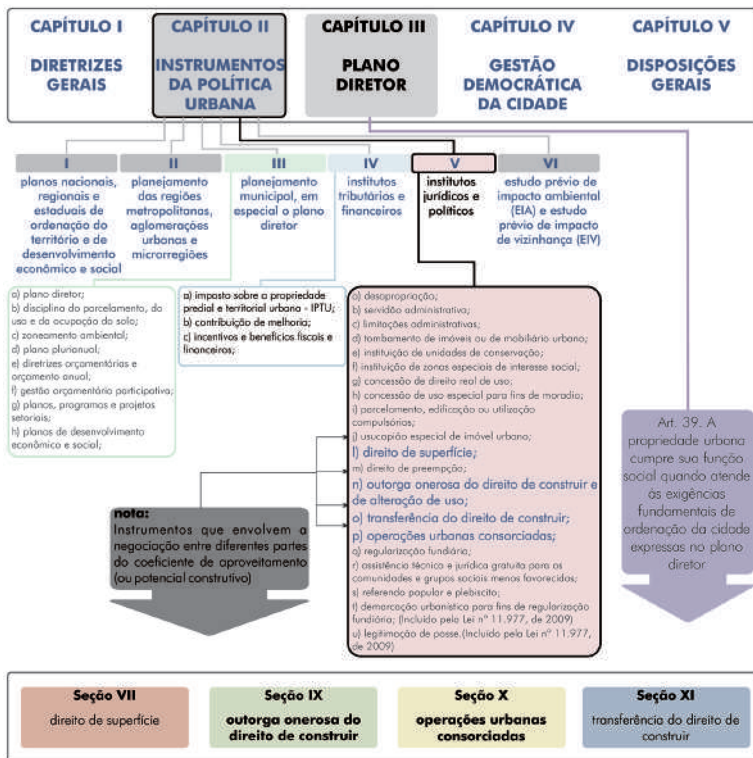 CAPÍTULO I
DIRETRIZES
GERAIS
CAPÍTULO II
INSTRUMENTOS
DA POLÍTICA
URBANA
CAPÍTULO III
PLANO
DIRETOR
CAPÍTULO IV
GESTÃO
DEMOCRÁTICA
DA CIDADE
CAPÍTULO V
DISPOSIÇÕES
GERAIS
I
planos nacionais,
regionais e
estaduais de
ordenação do
território e de
desenvolvimento
econômico e social
II
planejamento
das regiões
metropolitanas,
aglomerações
urbanas e
microrregiões
III
planejamento
municipal, em
especial o plano
diretor
IV
institutos
tributários e
financeiros
V
institutos
jurídicos e
políticos
VI
estudo prévio de
impacto ambiental
(EIA) e estudo
prévio de impacto
de vizinhança (EIV)
a) plano diretor;
b) disciplina do parcelamento, do
uso e da ocupação do solo;
c) zoneamento ambiental;
d) plano plurianual;
e) diretrizes orçamentárias e
orçamento anual;
f) gestão orçamentária participativa;
g) planos, programas e projetos
setoriais;
h) planos de desenvolvimento
econômico e social;
a) imposto sobre a propriedade
predial e territorial urbana - IPTU;
b) contribuição de melhoria;
c) incentivos e benefícios fiscais e
financeiros;
a) desapropriação;
b) servidão administrativa;
c) limitações administrativas;
d) tombamento de imóveis ou de mobiliário urbano;
e) instituição de unidades de conservação;
f) instituição de zonas especiais de interesse social;
g) concessão de direito real de uso;
h) concessão de uso especial para fins de moradia;
i) parcelamento, edificação ou utilização
compulsórios;
j) usucapião especial de imóvel urbano;
l) direito de superfície;
m) direito de preempção;
n) outorga onerosa do direito de construir e
de alteração de uso;
o) transferência do direito de construir;
p) operações urbanas consorciadas;
q) regularização fundiária;
r) assistência técnica e jurídica gratuita para as
comunidades e grupos sociais menos favorecidos;
s) referendo popular e plebiscito;
t) demarcação urbanística para fins de regularização
fundiária; (Incluído pela Lei nº 11.977, de 2009)
u) legitimação de posse.(Incluído pela Lei nº 11.977,
de 2009)
nota:
Instrumentos que envolvem a
negociação entre diferentes partes
do coeficiente de aproveitamento
(ou potencial construtivo)
Art. 39. A
propriedade urbana
cumpre sua função
social quando atende
às exigências
fundamentais de
ordenação da cidade
expressas no plano
diretor
Seção VII
direito de superfície
Seção IX
outorga onerosa do
direito de construir
Seção X
operações urbanas
consorciadas
Seção XI
transferência do direito de
construir